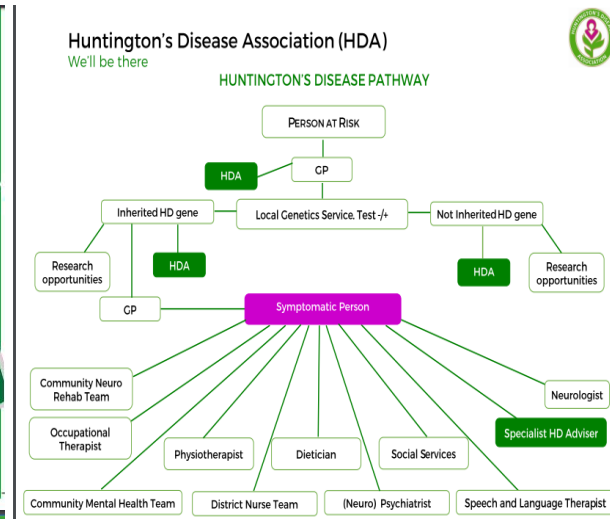 Huntington's Disease Association (HDA)
We'll be there
HUNTINGTON'S DISEASE
ASSOCIATION
HUNTINGTON'S DISEASE PATHWAY
PERSON AT RISK
HDA
GP
Inherited HD gene
Local Genetics Service. Test -/+
Not Inherited HD gene
Research
opportunities
HDA
HDA
Research
opportunities
GP
Symptomatic Person
Community Neuro
Rehab Team
Neurologist
Occupational
Therapist
Specialist HD Adviser
Physiotherapist
Dietician
Social Services
Community Mental Health Team
District Nurse Team
(Neuro) Psychiatrist
Speech and Language Therapist